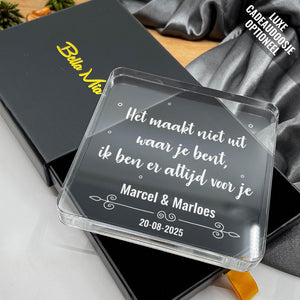 LUXE
CADEAUDOOSJE
OPTIONEEL
Bella Mia
Het maakt niet uit
waar je bent,
ik ben er altijd voor je
Marcel & Marloes
20-08-2025